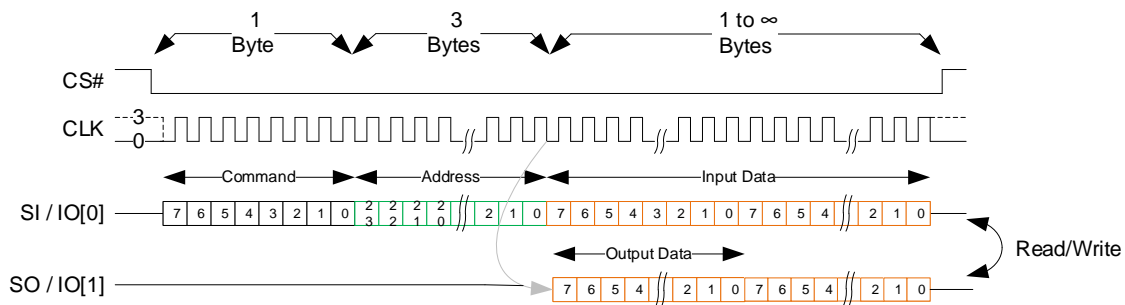 1 3 1 to ∞
Byte Bytes Bytes
CS#
3
CLK
0
Command Address Input Data
SI / IO[0] 7 6 5 4 3 2 1 0 23 22 21 20 2 1 0 7 6 5 4 3 2 1 0 7 6 5 4 2 1 0
Output Data Read/Write
SO / IO[1] 7 6 5 4 2 1 0 7 6 5 4 2 1 0